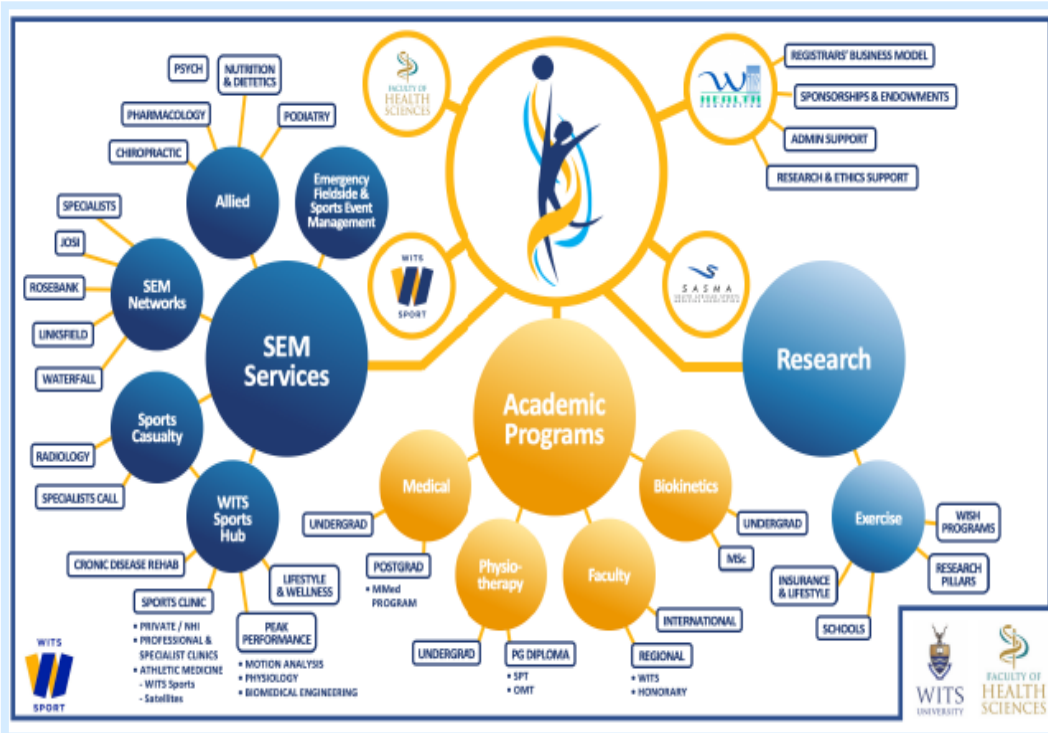 FACULTY OF
HEALTH
SCIENCES
HEALTH
REGISTRARS' BUSINESS MODEL
SPONSORSHIPS & ENDOWMENTS
ADMIN SUPPORT
RESEARCH & ETHICS SUPPORT
WITS
SPORT
SASMA
PSYCH
NUTRITION
& DIETETICS
PHARMACOLOGY
PODIATRY
CHIROPRACTIC
Allied
Emergency
Fieldside &
Sports Event
Management
SPECIALISTS
JOSI
ROSEBANK
LINKSFIELD
WATERFALL
SEM
Networks
SEM
Services
Sports
Casualty
RADIOLOGY
SPECIALISTS CALL
WITS
Sports
Hub
CRONIC DISEASE REHAB
LIFESTYLE
& WELLNESS
SPORTS CLINIC
• PRIVATE / NHI
• PROFESSIONAL &
SPECIALIST CLINICS
• ATHLETIC MEDICINE
- WITS Sports
- Satellites
PEAK
PERFORMANCE
• MOTION ANALYSIS
• PHYSIOLOGY
• BIOMEDICAL ENGINEERING
Academic
Programs
Medical
UNDERGRAD
POSTGRAD
• MMed
PROGRAM
Physio-
therapy
UNDERGRAD
PG DIPLOMA
• SPT
• OMT
Faculty
INTERNATIONAL
REGIONAL
• WITS
• HONORARY
Biokinetics
UNDERGRAD
MSc
Research
Exercise
WISH
PROGRAMS
RESEARCH
PILLARS
INSURANCE
& LIFESTYLE
SCHOOLS
WITS
SPORT
WITS
UNIVERSITY
FACULTY OF
HEALTH
SCIENCES